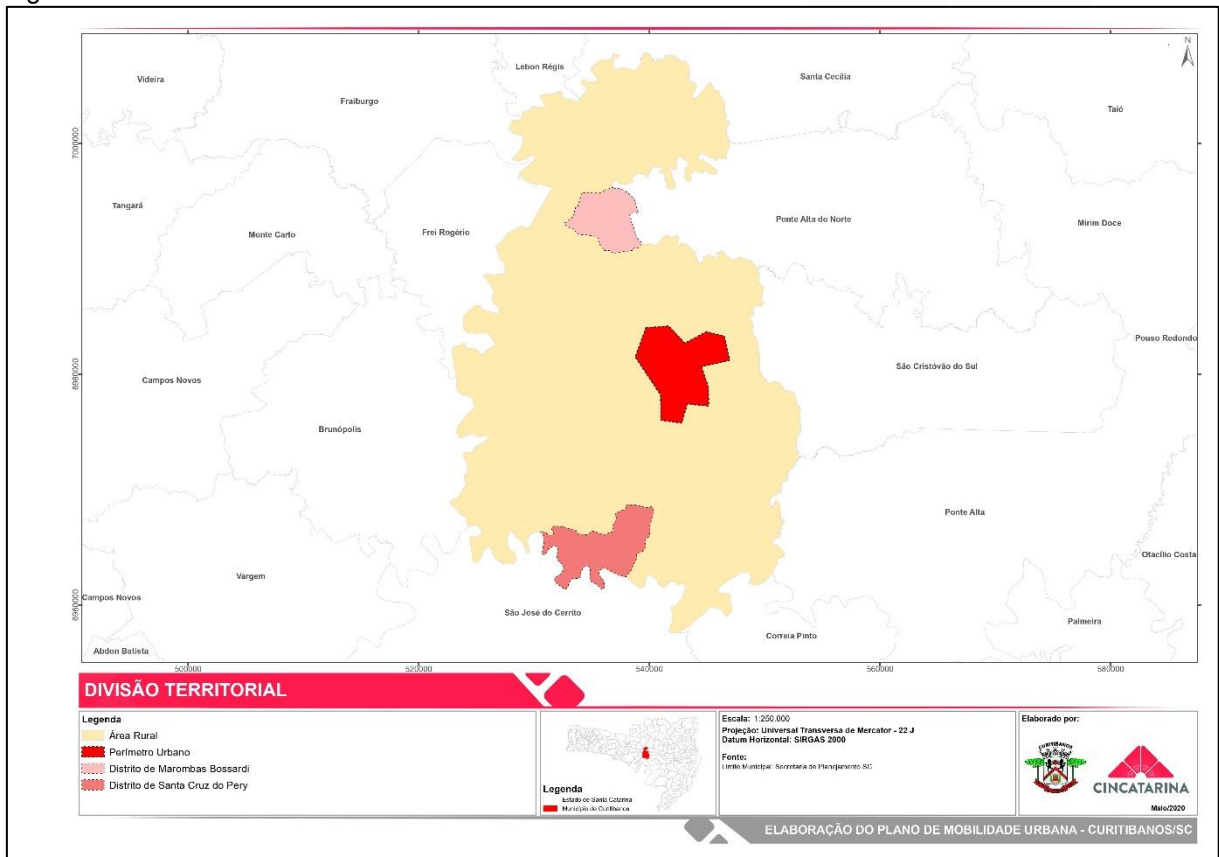 N
Videira
Lebon Régis
Santa Cecília
Fraiburgo
Taió
7000000
Tangará
Monte Carlo
Frei Rogério
Ponte Alta do Norte
Mirim Doce
Pouso Redondo
6980000
Campos Novos
São Cristóvão do Sul
Brunópolis
Ponte Alta
Otacílio Costa
Vargem
6960000
Campos Novos
São José do Cerrito
Correia Pinto
Palmeira
Abdon Batista
500000 520000 540000 560000 580000
DIVISÃO TERRITORIAL
Legenda
Área Rural
Perímetro Urbano
Distrito de Marombas Bossardi
Distrito de Santa Cruz do Pery
Legenda
Estado de Santa Catarina
Município de Curitibanos
Escala: 1:250.000
Projeção: Universal Transversa de Mercator - 22 J
Datum Horizontal: SIRGAS 2000
Fonte:
Limite Municipal: Secretaria de Planejamento SC
Elaborado por:
CURITIBANOS
CINCATARINA
Maio/2020
ELABORAÇÃO DO PLANO DE MOBILIDADE URBANA - CURITIBANOS/SC